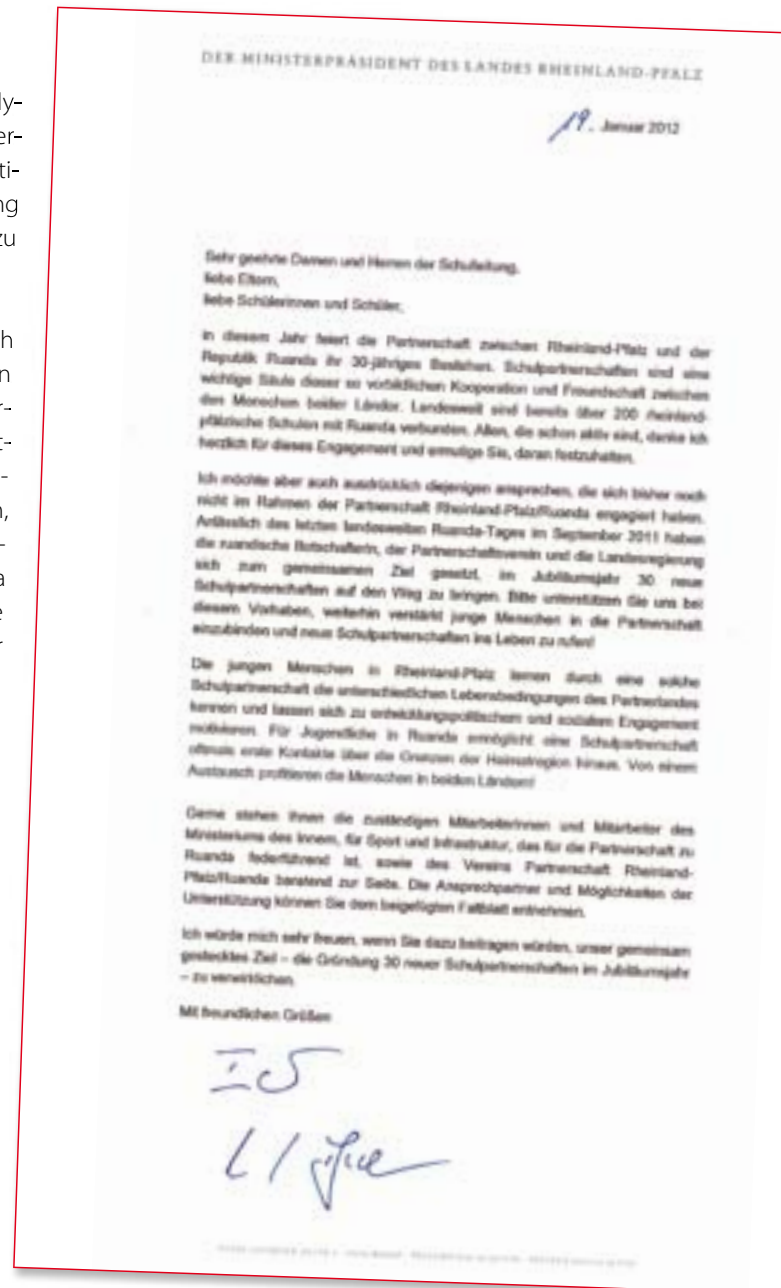 DER MINISTERPRÄSIDENT DES LANDES RHEINLAND-PFALZ
19. Januar 2012
Sehr geehrte Damen und Herren der Schulleitung,
liebe Eltern,
liebe Schülerinnen und Schüler,
in diesem Jahr feiert die Partnerschaft zwischen Rheinland-Pfalz und der
Republik Ruanda ihr 30-jähriges Bestehen. Schulpartnerschaften sind eine
wichtige Säule dieser so vorbildlichen Kooperation und Freundschaft zwischen
den Menschen beider Länder. Landesweit sind bereits über 200 rheinland-
pfälzische Schulen mit Ruanda verbunden. Allen, die schon aktiv sind, danke ich
herzlich für dieses Engagement und ermutige Sie, daran festzuhalten.
Ich möchte aber auch ausdrücklich diejenigen ansprechen, die sich bisher noch
nicht im Rahmen der Partnerschaft Rheinland-Pfalz/Ruanda engagiert haben.
Anlässlich des letzten landesweiten Ruanda-Tages im September 2011 haben
die ruandische Botschafterin, der Partnerschaftsverein und die Landesregierung
sich zum gemeinsamen Ziel gesetzt, im Jubiläumsjahr 30 neue
Schulpartnerschaften auf den Weg zu bringen. Bitte unterstützen Sie uns bei
diesem Vorhaben, weiterhin verstärkt junge Menschen in die Partnerschaft
einzubinden und neue Schulpartnerschaften ins Leben zu rufen!
Die jungen Menschen in Rheinland-Pfalz lernen durch eine solche
Schulpartnerschaft die unterschiedlichen Lebensbedingungen des Partnerlandes
kennen und lassen sich zu entwicklungspolitischem und sozialem Engagement
motivieren. Für Jugendliche in Ruanda ermöglicht eine Schulpartnerschaft
oftmals erste Kontakte über die Grenzen der Heimatregion hinaus. Von einem
Austausch profitieren die Menschen in beiden Ländern!
Gerne stehen Ihnen die zuständigen Mitarbeiterinnen und Mitarbeiter des
Ministeriums des Innern, für Sport und Infrastruktur, das für die Partnerschaft zu
Ruanda federführend ist, sowie des Vereins Partnerschaft Rheinland-
Pfalz/Ruanda beratend zur Seite. Die Ansprechpartner und Möglichkeiten der
Unterstützung können Sie dem beigefügten Faltblatt entnehmen.
Ich würde mich sehr freuen, wenn Sie dazu beitragen würden, unser gemeinsam
gestecktes Ziel – die Gründung 30 neuer Schulpartnerschaften im Jubiläumsjahr
– zu verwirklichen.
Mit freundlichen Grüßen